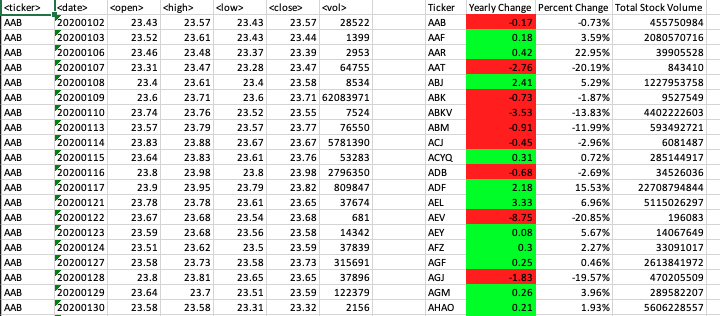 <ticker> <date> <open> <high> <low> <close> <vol> Ticker Yearly Change Percent Change Total Stock Volume
AAB 20200102 23.43 23.57 23.43 23.57 28522 AAB -0.17 -0.73% 455750984
AAB 20200103 23.52 23.61 23.43 23.44 1399 AAF 0.18 3.59% 2080570716
AAB 20200106 23.46 23.48 23.37 23.39 2953 AAR 0.42 22.95% 39905528
AAB 20200107 23.31 23.47 23.28 23.47 64755 AAT -2.76 -20.19% 843410
AAB 20200108 23.4 23.61 23.4 23.58 8534 ABJ 2.41 5.29% 1227953758
AAB 20200109 23.6 23.71 23.6 23.71 62083971 ABK -0.73 -1.87% 9527549
AAB 20200110 23.74 23.76 23.52 23.55 7524 ABKV -3.53 -13.83% 4402222603
AAB 20200113 23.57 23.79 23.57 23.77 76550 ABM -0.91 -11.99% 593492721
AAB 20200114 23.83 23.88 23.67 23.67 5781390 ACJ -0.45 -2.96% 6081487
AAB 20200115 23.64 23.83 23.61 23.76 53283 ACYQ 0.31 0.72% 285144917
AAB 20200116 23.8 23.98 23.8 23.98 2796350 ADB -0.68 -2.69% 34526036
AAB 20200117 23.9 23.95 23.79 23.82 809847 ADF 2.18 15.53% 22708794844
AAB 20200121 23.78 23.78 23.61 23.65 37674 AEL 3.33 6.96% 5115026297
AAB 20200122 23.67 23.68 23.54 23.68 681 AEV -8.75 -20.85% 196083
AAB 20200123 23.59 23.68 23.56 23.58 14342 AEY 0.08 5.67% 14067649
AAB 20200124 23.51 23.62 23.5 23.59 37839 AFZ 0.3 2.27% 33091017
AAB 20200127 23.58 23.73 23.58 23.73 315691 AGF 0.25 0.46% 2613841972
AAB 20200128 23.8 23.81 23.65 23.65 37896 AGJ -1.83 -19.57% 470205509
AAB 20200129 23.64 23.7 23.51 23.59 122379 AGM 0.26 3.96% 289582207
AAB 20200130 23.58 23.58 23.31 23.32 2156 AHAO 0.21 1.93% 5606228557